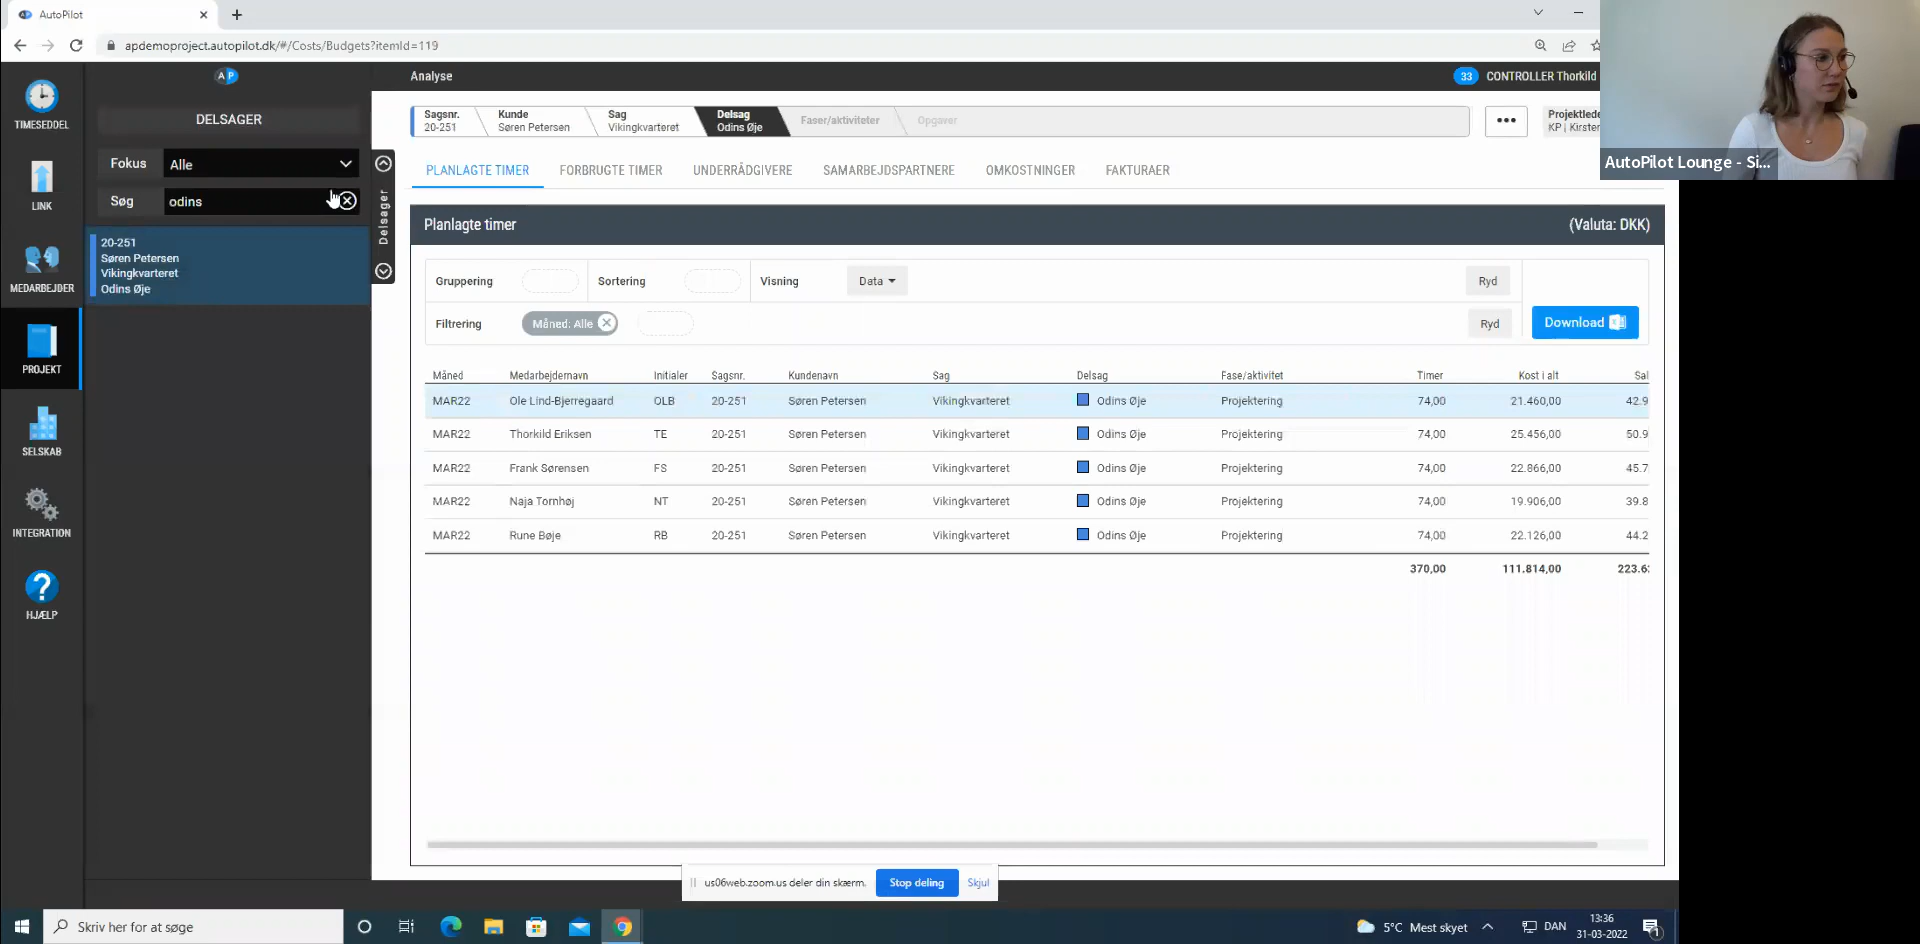 AutoPilot
apdemoproject.autopilot.dk/#/Costs/Budgets?itemId=119
AP
Analyse
33 CONTROLLER Thorkild
TIMESEDDEL
LINK
MEDARBEJDER
PROJEKT
SELSKAB
INTEGRATION
HJÆLP
DELSAGER
Fokus Alle
Søg odins
20-251
Søren Petersen
Vikingkvarteret
Odins Øje
Delsager
Sagsnr. Kunde Sag Delsag Faser/aktiviteter Opgaver
20-251 Søren Petersen Vikingkvarteret Odins Øje
Projektlede
KP | Kirsten
AutoPilot Lounge - Si...
PLANLAGTE TIMER FORBRUGTE TIMER UNDERRÅDGIVERE SAMARBEJDSPARTNERE OMKOSTNINGER FAKTURAER
Planlagte timer (Valuta: DKK)
Gruppering Sortering Visning Data Ryd
Filtrering Måned: Alle Ryd Download
Måned Medarbejdernavn Initialer Sagsnr. Kundenavn Sag Delsag Fase/aktivitet Timer Kost i alt Sal
MAR22 Ole Lind-Bjerregaard OLB 20-251 Søren Petersen Vikingkvarteret Odins Øje Projektering 74,00 21.460,00 42.9
MAR22 Thorkild Eriksen TE 20-251 Søren Petersen Vikingkvarteret Odins Øje Projektering 74,00 25.456,00 50.9
MAR22 Frank Sørensen FS 20-251 Søren Petersen Vikingkvarteret Odins Øje Projektering 74,00 22.866,00 45.7
MAR22 Naja Tornhøj NT 20-251 Søren Petersen Vikingkvarteret Odins Øje Projektering 74,00 19.906,00 39.8
MAR22 Rune Bøje RB 20-251 Søren Petersen Vikingkvarteret Odins Øje Projektering 74,00 22.126,00 44.2
370,00 111.814,00 223.6
us06web.zoom.us deler din skærm. Stop deling Skjul
Skriv her for at søge
5°C Mest skyet DAN 13:36
31-03-2022
1